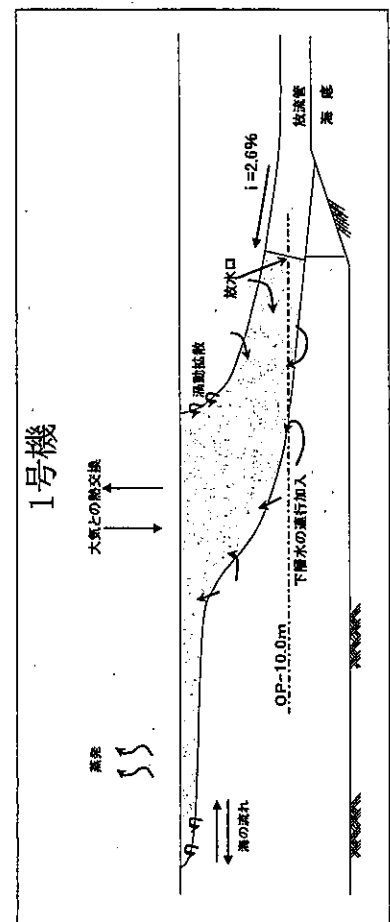 1号機
大気との熱交換
蒸発
渦動拡散
海の流れ
放水口
i=2.6%
放流管
海底
下層水の連行加入
OP-10.0m